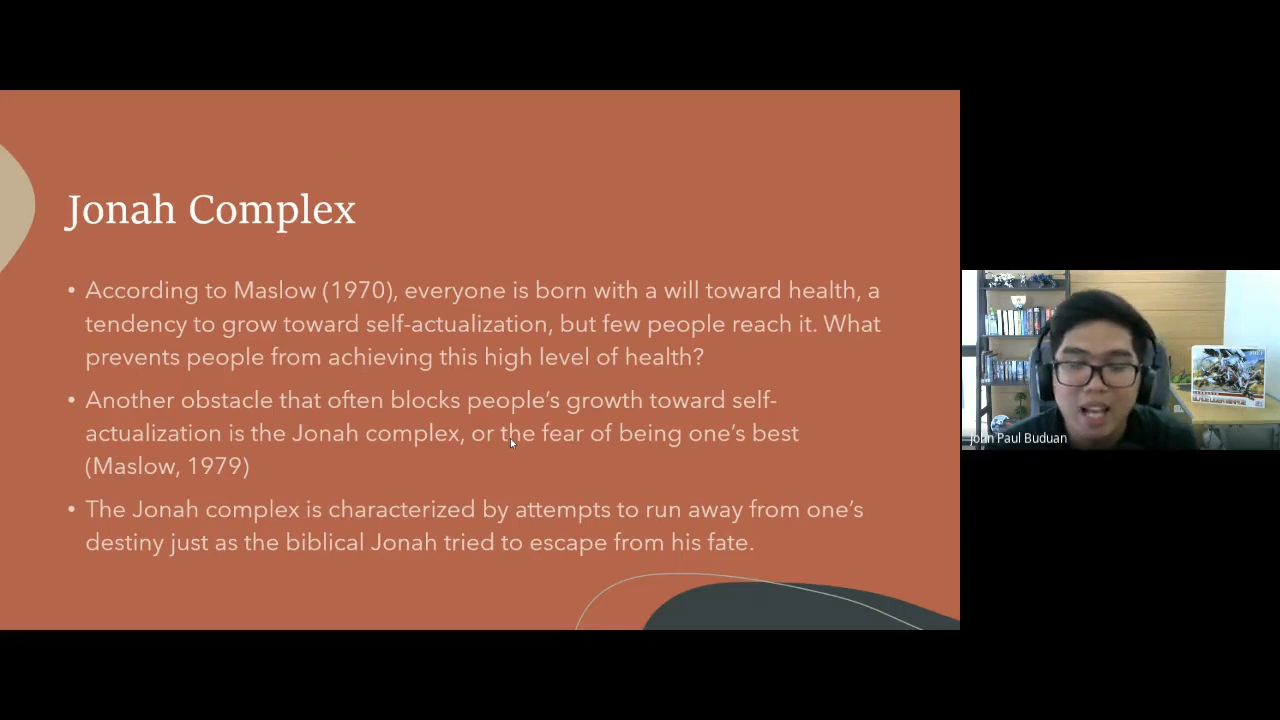 Jonah Complex
• According to Maslow (1970), everyone is born with a will toward health, a
tendency to grow toward self-actualization, but few people reach it. What
prevents people from achieving this high level of health?
• Another obstacle that often blocks people’s growth toward self-
actualization is the Jonah complex, or the fear of being one’s best
(Maslow, 1979)
• The Jonah complex is characterized by attempts to run away from one’s
destiny just as the biblical Jonah tried to escape from his fate.
John Paul Buduan